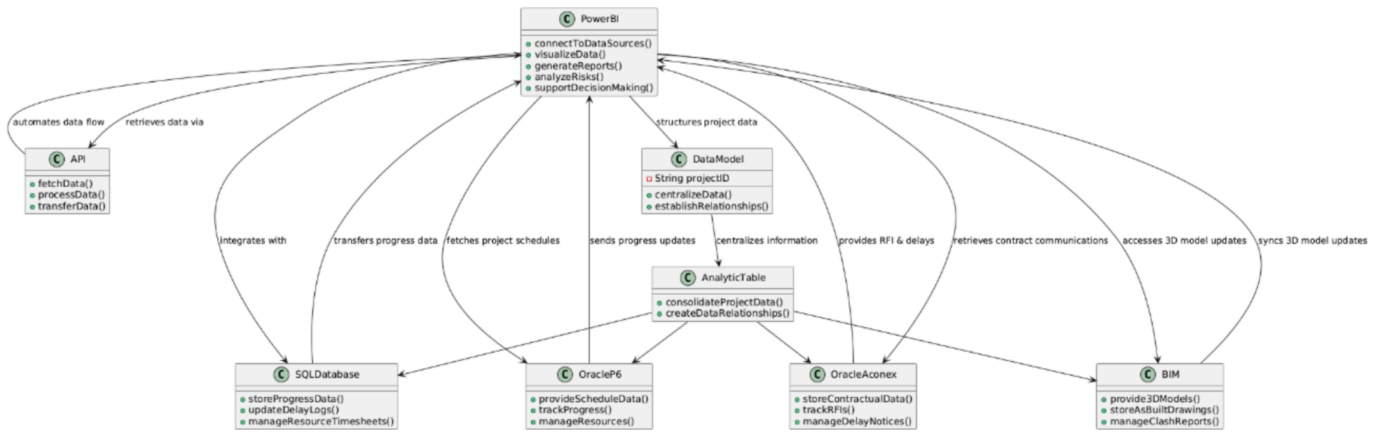 C PowerBI
connectToDataSources()
visualizeData()
generateReports()
analyzeRisks()
supportDecisionMaking()
automates data flow
retrieves data via
structures project data
C API
fetchData()
processData()
transferData()
C DataModel
String projectID
centralizeData()
establishRelationships()
integrates with
transfers progress data
fetches project schedules
sends progress updates
centralizes information
provides RFI & delays
retrieves contract communications
accesses 3D model updates
syncs 3D model updates
C AnalyticTable
consolidateProjectData()
createDataRelationships()
C SQLDatabase
storeProgressData()
updateDelayLogs()
manageResourceTimesheets()
C OracleP6
provideScheduleData()
trackProgress()
manageResources()
C OracleAconex
storeContractualData()
trackRFIs()
manageDelayNotices()
C BIM
provide3DModels()
storeAsBuiltDrawings()
manageClashReports()